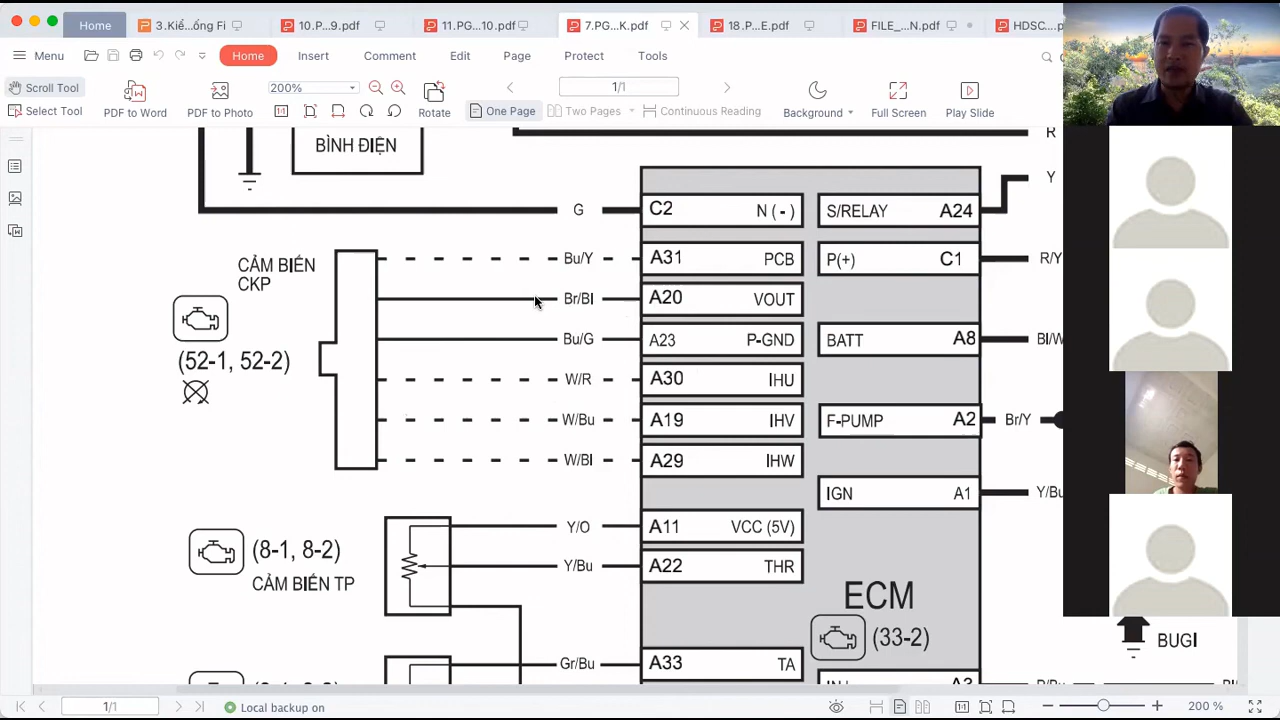 Home
3.Kiế...ống Fi
10.P...9.pdf
11.PG...10.pdf
7.PG...K.pdf
18.P...E.pdf
FILE_...N.pdf
HDSC....p
Menu
Home
Comment
Edit
Page
Protect
Tools
Scroll Tool
Select Tool
PDF to Word
PDF to Photo
200%
Rotate
1/1
One Page
Two Pages
Continuous Reading
Background
Full Screen
Play Slide
BÌNH ĐIỆN
R
Y
G
C2 N (-)
S/RELAY A24
CẢM BIẾN
CKP
Bu/Y
A31 PCB
P(+) C1
R/Y
Br/Bl
A20 VOUT
(52-1, 52-2)
Bu/G
A23 P-GND
BATT A8
Bl/W
W/R
A30 IHU
W/Bu
A19 IHV
F-PUMP A2
Br/Y
W/Bl
A29 IHW
IGN A1
Y/Bu
(8-1, 8-2)
CẢM BIẾN TP
Y/O
A11 VCC (5V)
Y/Bu
A22 THR
ECM
(33-2)
BUGI
Gr/Bu
A33 TA
1/1
Local backup on
200 %